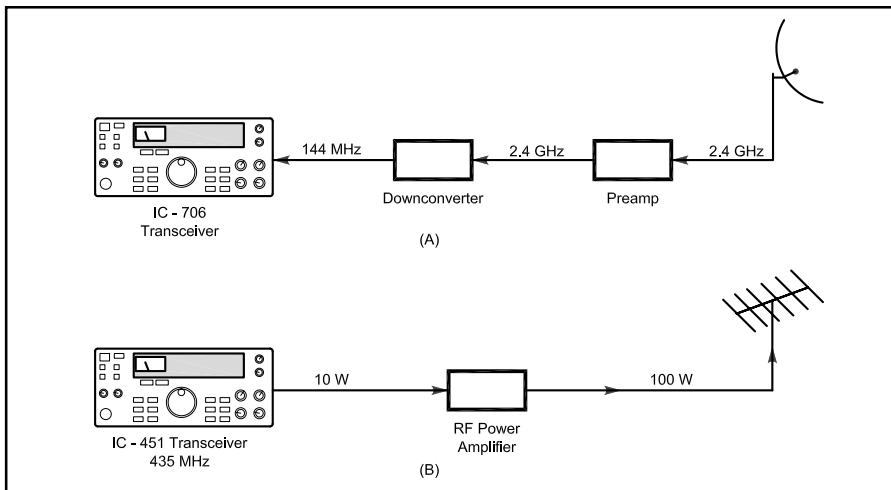 144 MHz
2.4 GHz
2.4 GHz
Downconverter
Preamp
IC - 706
Transceiver
(A)
10 W
100 W
RF Power
Amplifier
IC - 451 Transceiver
435 MHz
(B)